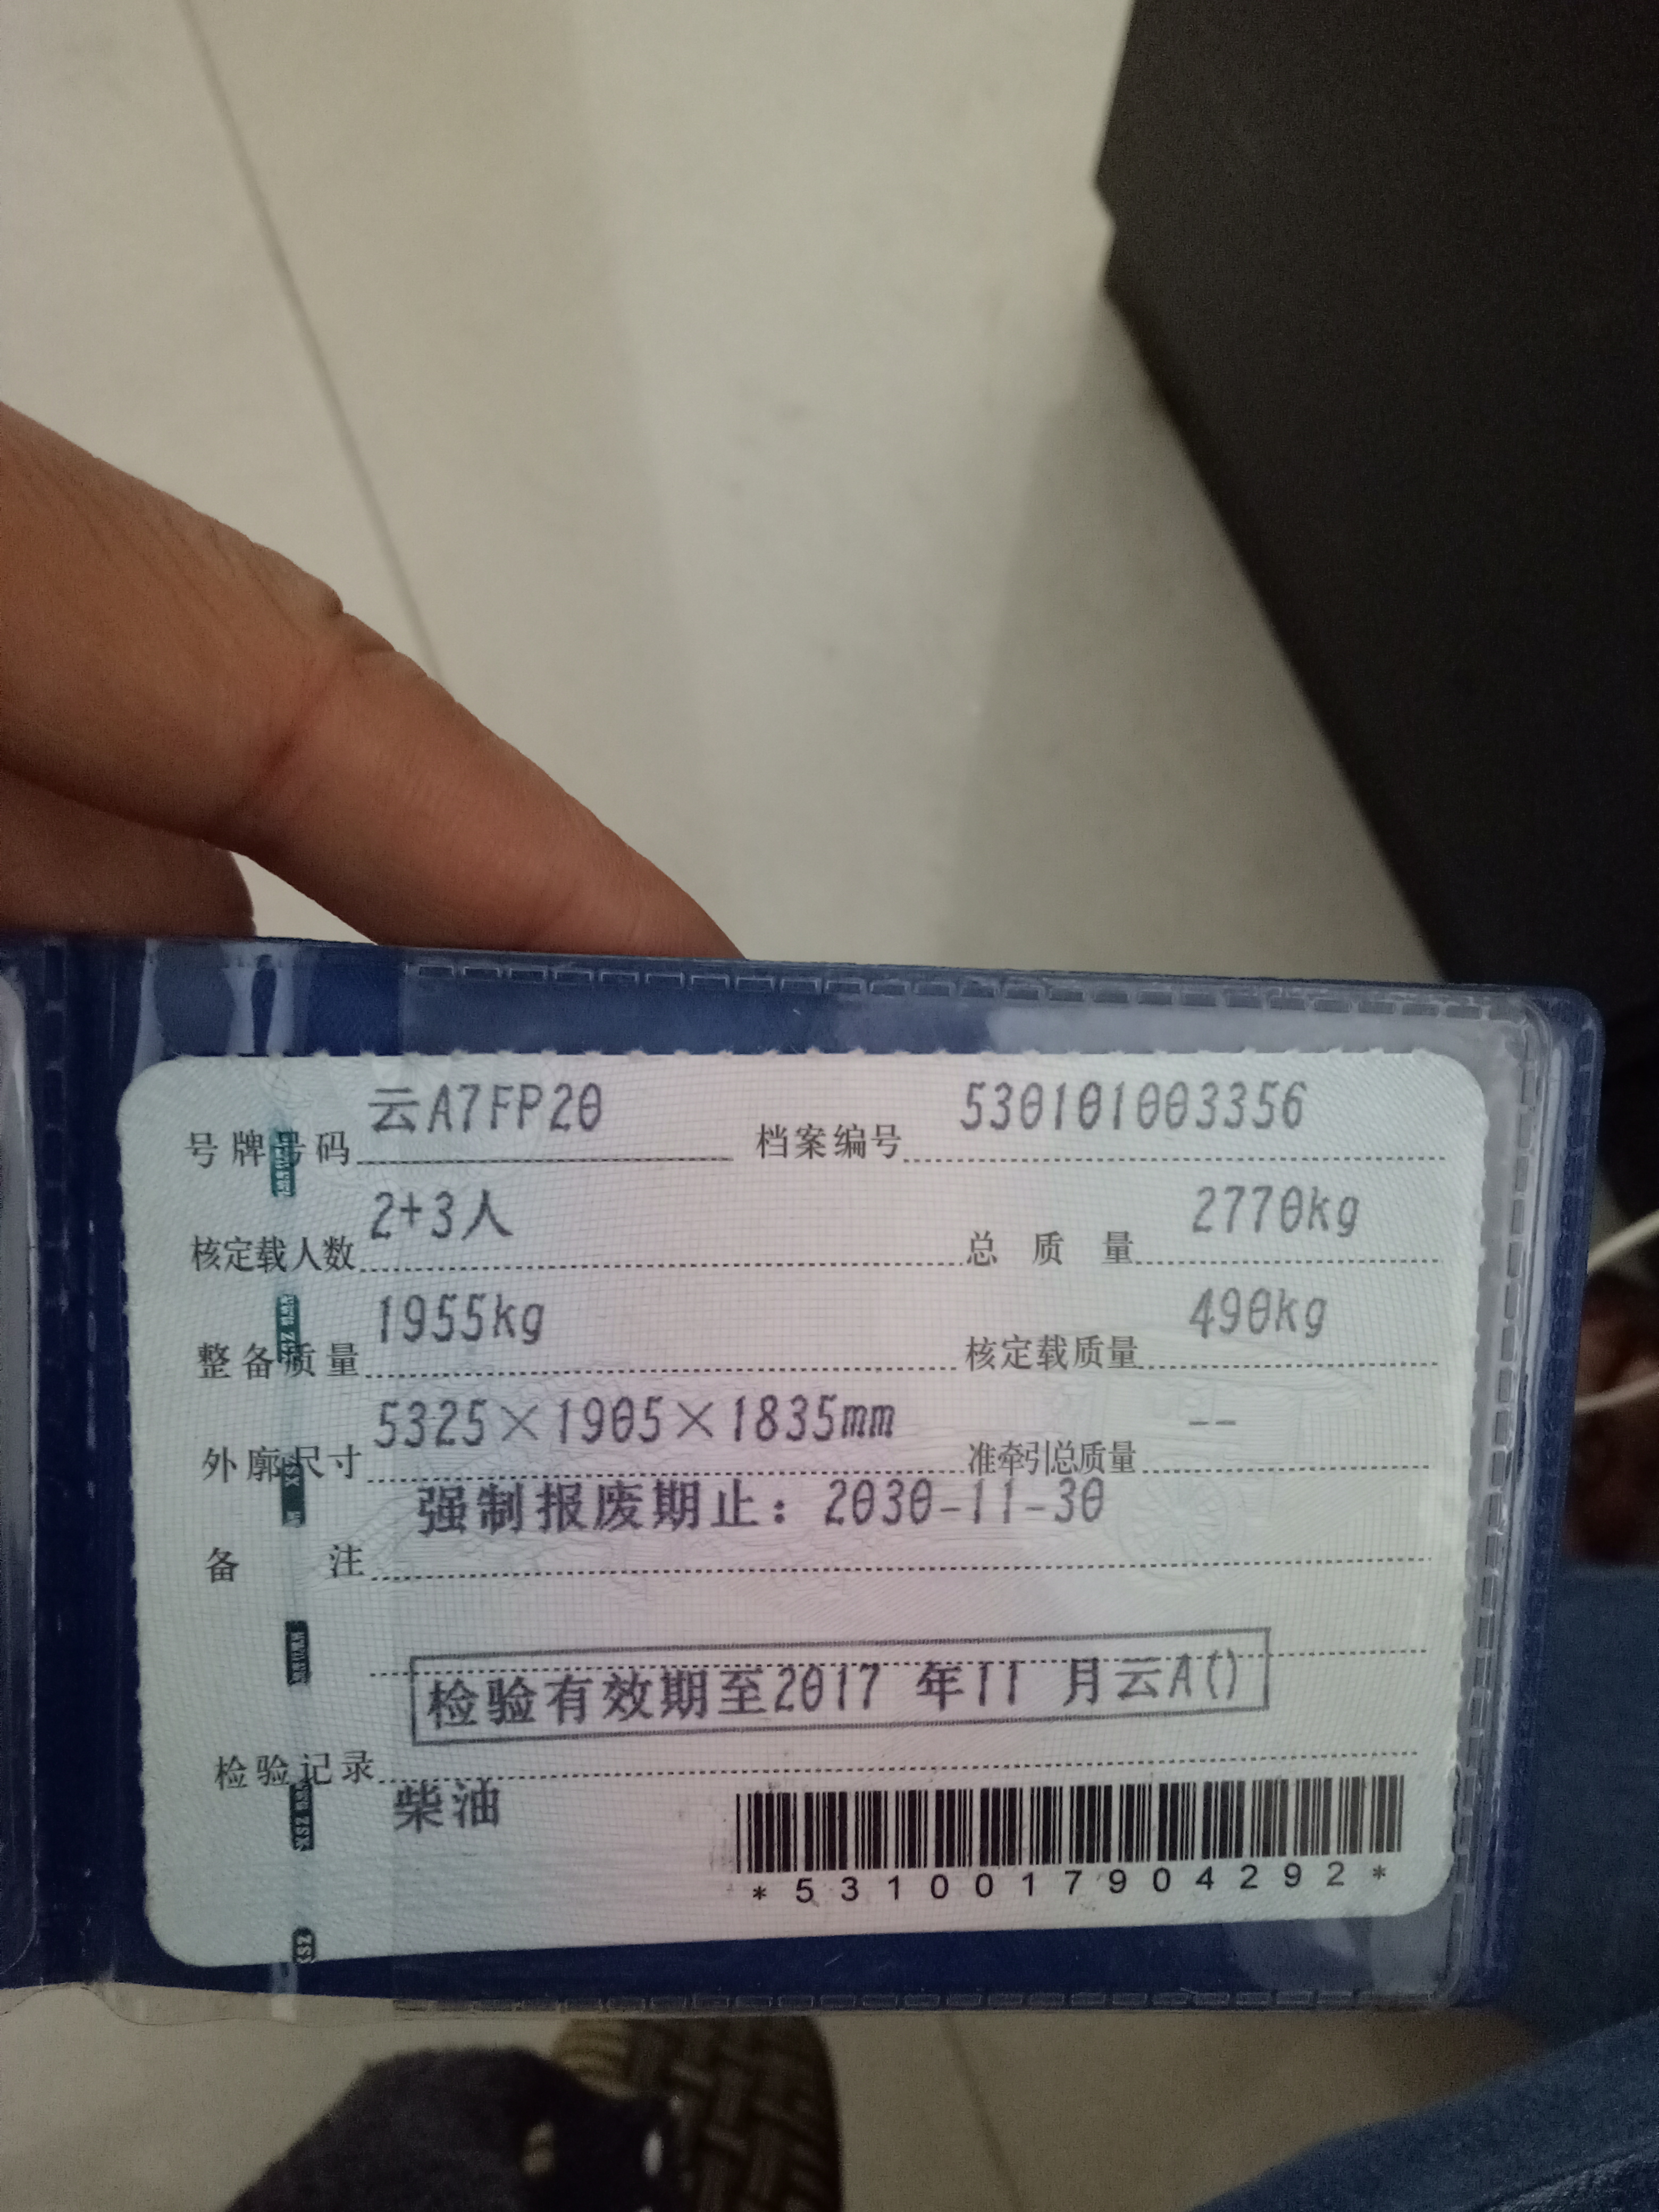 号牌号码 云A7FP20 档案编号 530101003356
核定载人数 2+3人 总质量 2770kg
整备质量 1955kg 核定载质量 490kg
外廓尺寸 5325×1905×1835mm 准牵引总质量 --
备注 强制报废期止：2030-11-30
检验有效期至2017 年11 月云A()
检验记录
柴油
*5310017904292*